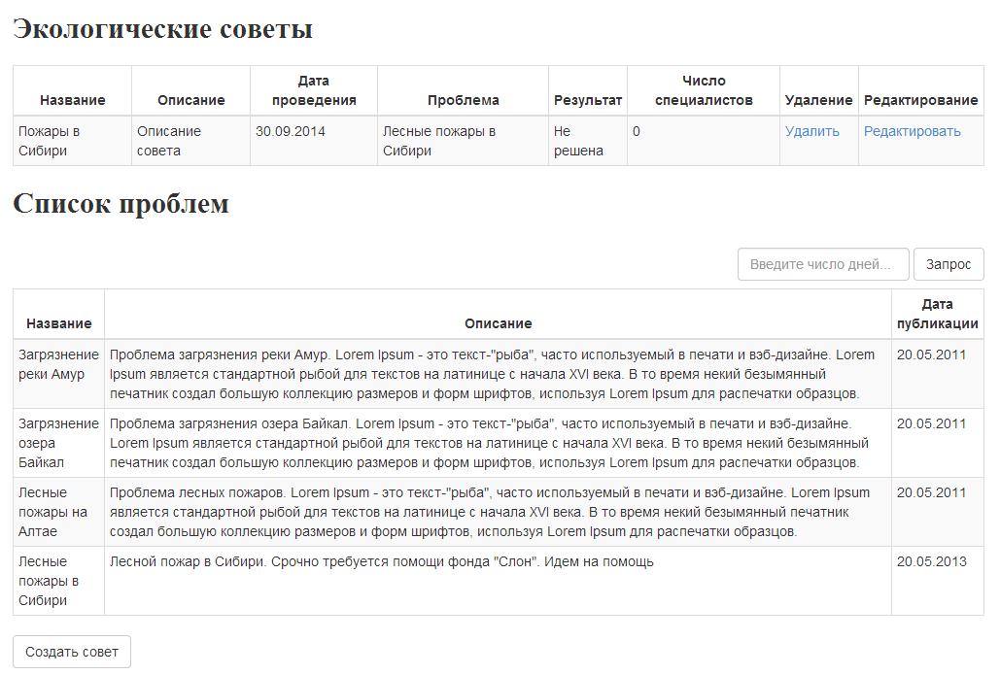 Экологические советы
Название Описание Дата проведения Проблема Результат Число специалистов Удаление Редактирование
Пожары в Сибири Описание совета 30.09.2014 Лесные пожары в Сибири Не решена 0 Удалить Редактировать
Список проблем
Введите число дней... Запрос
Название Описание Дата публикации
Загрязнение реки Амур Проблема загрязнения реки Амур. Lorem Ipsum - это текст-"рыба", часто используемый в печати и вэб-дизайне. Lorem Ipsum является стандартной рыбой для текстов на латинице с начала XVI века. В то время некий безымянный печатник создал большую коллекцию размеров и форм шрифтов, используя Lorem Ipsum для распечатки образцов. 20.05.2011
Загрязнение озера Байкал Проблема загрязнения озера Байкал. Lorem Ipsum - это текст-"рыба", часто используемый в печати и вэб-дизайне. Lorem Ipsum является стандартной рыбой для текстов на латинице с начала XVI века. В то время некий безымянный печатник создал большую коллекцию размеров и форм шрифтов, используя Lorem Ipsum для распечатки образцов. 20.05.2011
Лесные пожары на Алтае Проблема лесных пожаров. Lorem Ipsum - это текст-"рыба", часто используемый в печати и вэб-дизайне. Lorem Ipsum является стандартной рыбой для текстов на латинице с начала XVI века. В то время некий безымянный печатник создал большую коллекцию размеров и форм шрифтов, используя Lorem Ipsum для распечатки образцов. 20.05.2011
Лесные пожары в Сибири Лесной пожар в Сибири. Срочно требуется помощи фонда "Слон". Идем на помощь 20.05.2013
Создать совет